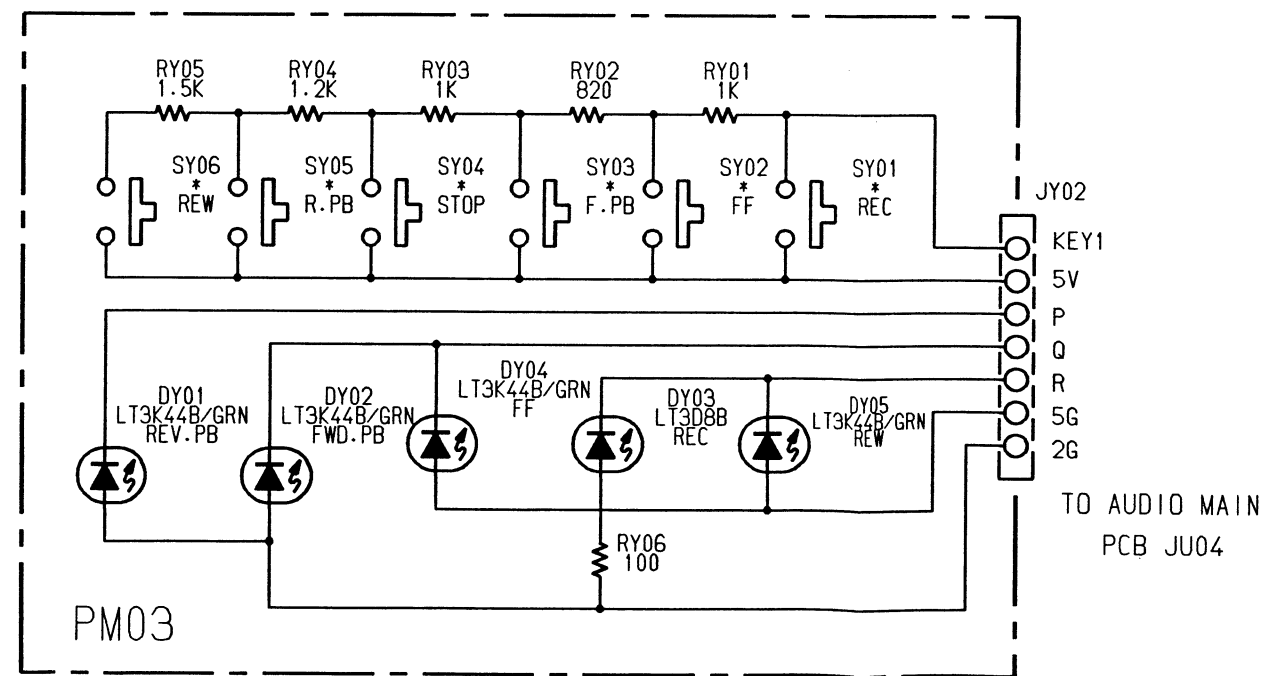 RY05
1.5K
RY04
1.2K
RY03
1K
RY02
820
RY01
1K
SY06
*
REW
SY05
*
R.PB
SY04
*
STOP
SY03
*
F.PB
SY02
*
FF
SY01
*
REC
JY02
KEY1
5V
P
Q
R
5G
2G
DY01
LT3K44B/GRN
REV.PB
DY02
LT3K44B/GRN
FWD.PB
DY04
LT3K44B/GRN
FF
DY03
LT3D8B
REC
DY05
LT3K44B/GRN
REW
RY06
100
TO AUDIO MAIN
PCB JU04
PM03